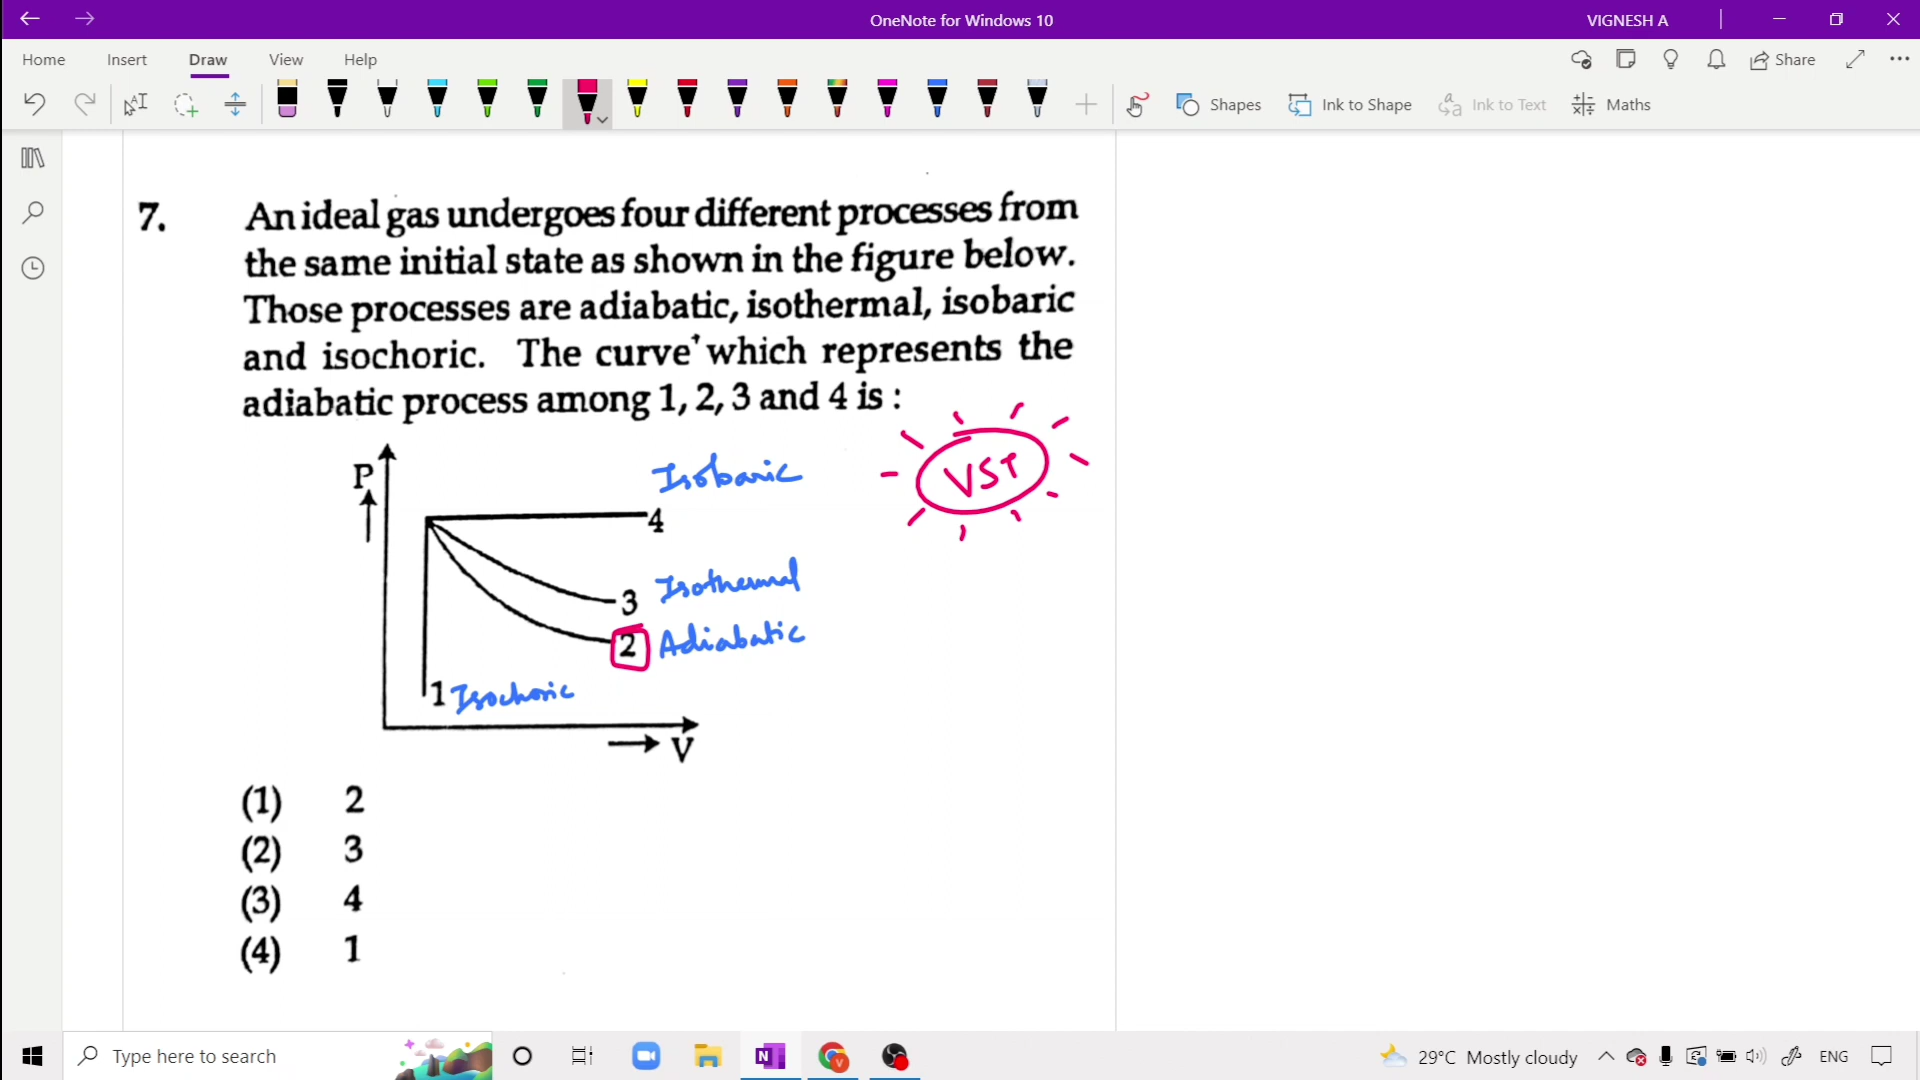 OneNote for Windows 10
VIGNESH A
Home Insert Draw View Help
Share
Shapes Ink to Shape Ink to Text Maths
7. An ideal gas undergoes four different processes from
the same initial state as shown in the figure below.
Those processes are adiabatic, isothermal, isobaric
and isochoric. The curve which represents the
adiabatic process among 1, 2, 3 and 4 is :
VST
P
Isobaric
4
3 Isothermal
2 Adiabatic
1 Isochoric
V
(1) 2
(2) 3
(3) 4
(4) 1
Type here to search
29°C Mostly cloudy
ENG